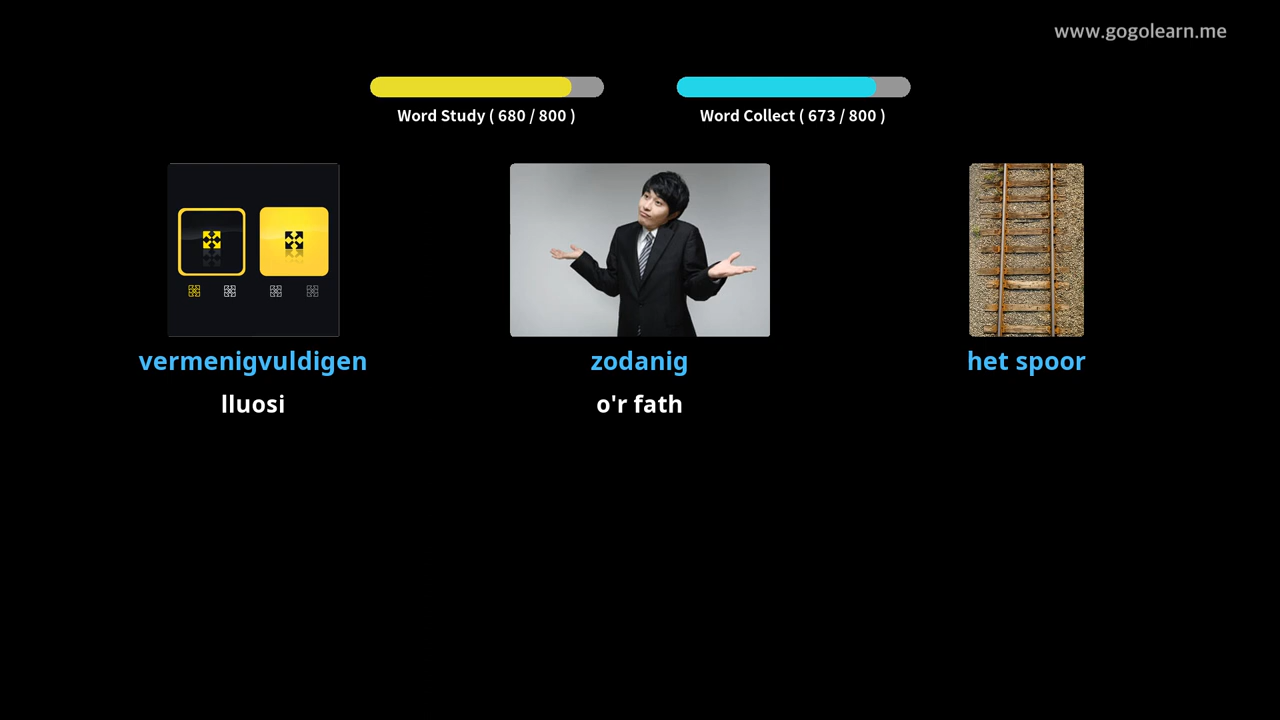 www.gogolearn.me
Word Study ( 680 / 800 )
Word Collect ( 673 / 800 )
vermenigvuldigen
zodanig
het spoor
lluosi
o'r fath